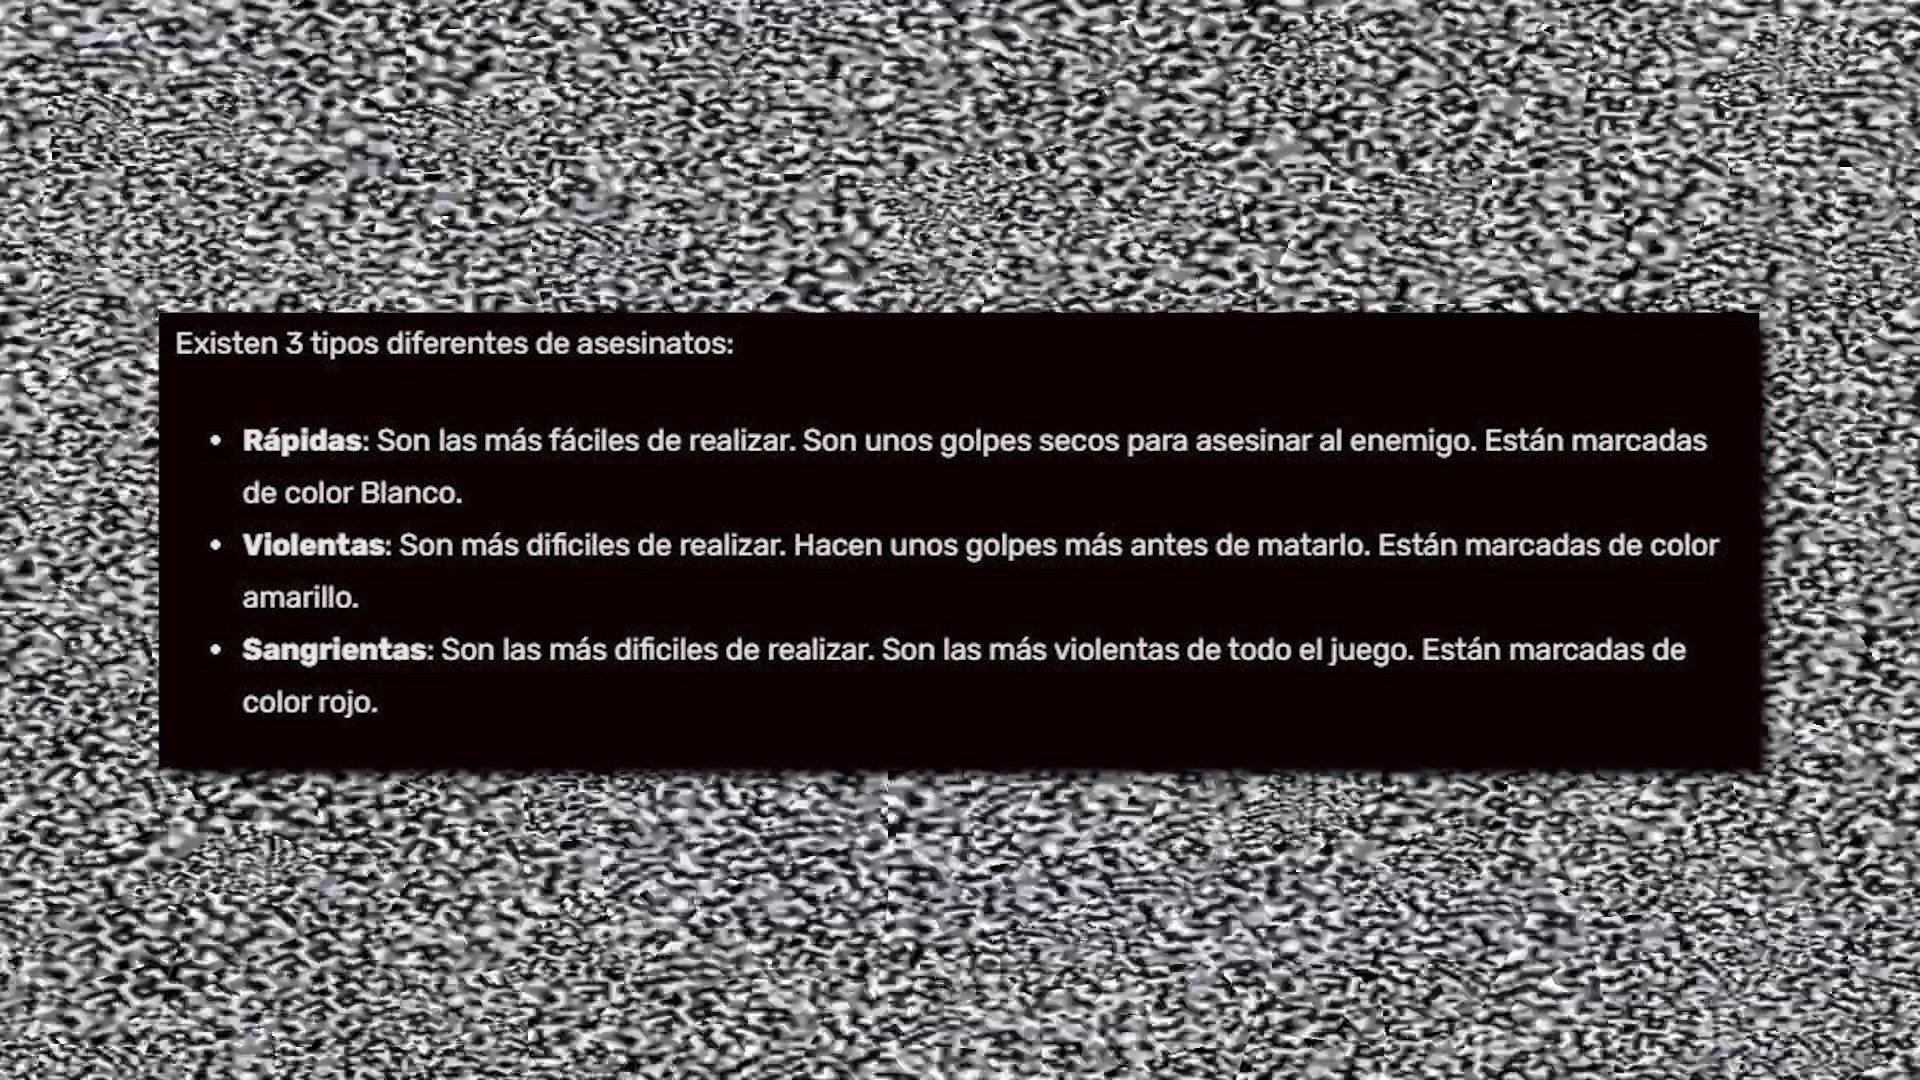 Existen 3 tipos diferentes de asesinatos:
• Rápidas: Son las más fáciles de realizar. Son unos golpes secos para asesinar al enemigo. Están marcadas
de color Blanco.
• Violentas: Son más dificiles de realizar. Hacen unos golpes más antes de matarlo. Están marcadas de color
amarillo.
• Sangrientas: Son las más dificiles de realizar. Son las más violentas de todo el juego. Están marcadas de
color rojo.